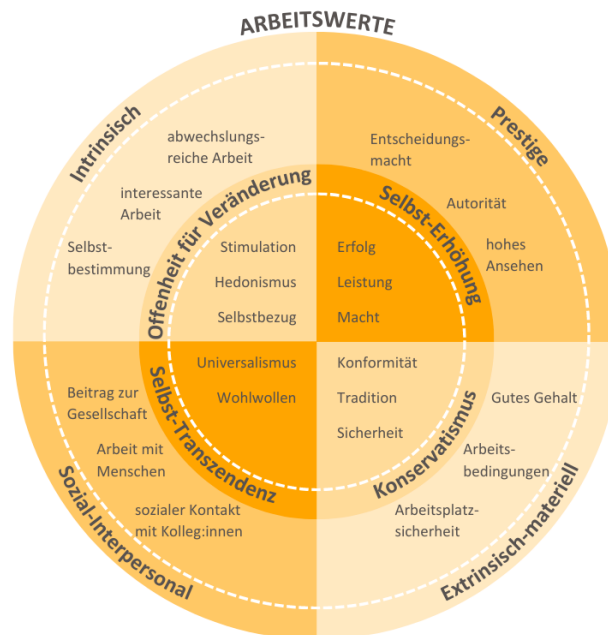 ARBEITSWERTE
Intrinsisch
abwechslungs-
reiche Arbeit
interessante
Arbeit
Selbst-
bestimmung
Offenheit für Veränderung
Stimulation
Hedonismus
Selbstbezug
Prestige
Entscheidungs-
macht
Autorität
hohes
Ansehen
Selbst-Erhöhung
Erfolg
Leistung
Macht
Universalismus
Wohlwollen
Selbst-Transzendenz
Beitrag zur
Gesellschaft
Arbeit mit
Menschen
sozialer Kontakt
mit Kolleg:innen
Sozial-Interpersonal
Konformität
Tradition
Sicherheit
Konservatismus
Gutes Gehalt
Arbeits-
bedingungen
Arbeitsplatz-
sicherheit
Extrinsisch-materiell